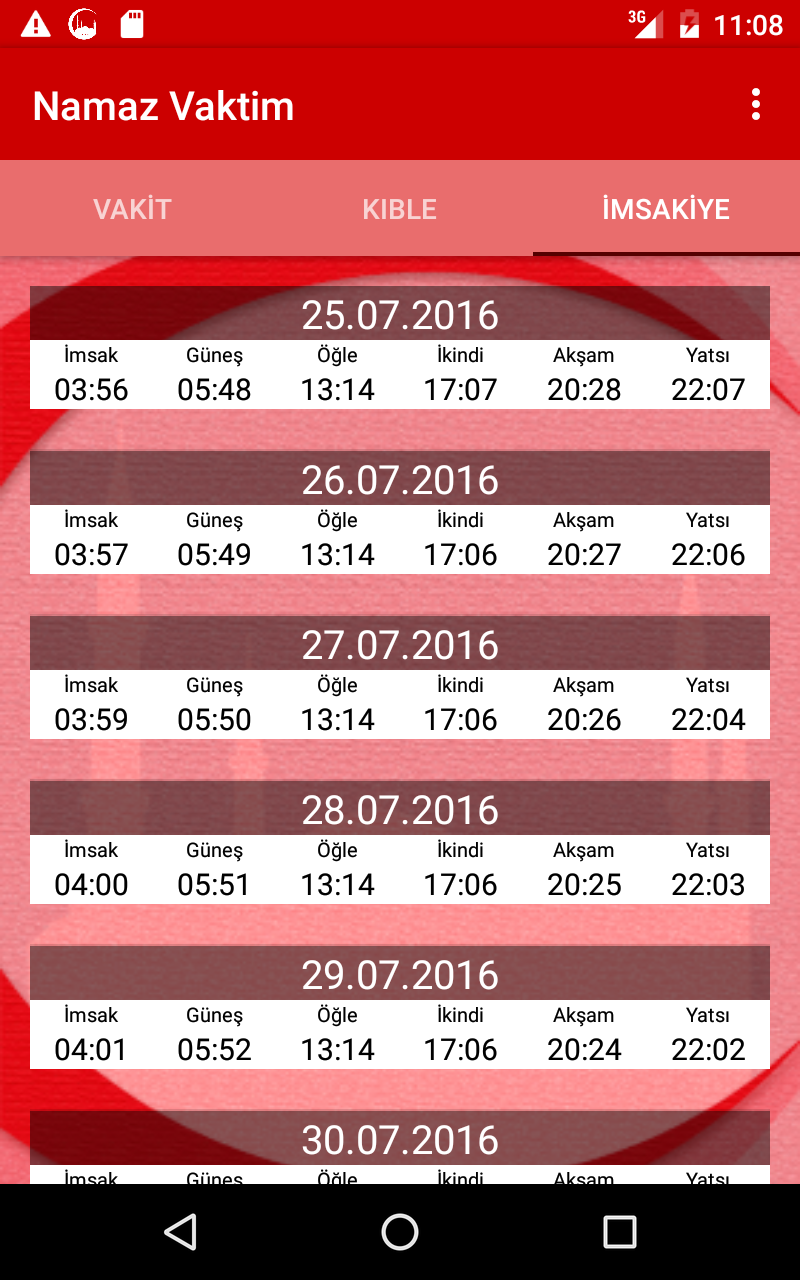 3G 11:08
Namaz Vaktim
VAKİT KIBLE İMSAKİYE
25.07.2016
İmsak Güneş Öğle İkindi Akşam Yatsı
03:56 05:48 13:14 17:07 20:28 22:07
26.07.2016
İmsak Güneş Öğle İkindi Akşam Yatsı
03:57 05:49 13:14 17:06 20:27 22:06
27.07.2016
İmsak Güneş Öğle İkindi Akşam Yatsı
03:59 05:50 13:14 17:06 20:26 22:04
28.07.2016
İmsak Güneş Öğle İkindi Akşam Yatsı
04:00 05:51 13:14 17:06 20:25 22:03
29.07.2016
İmsak Güneş Öğle İkindi Akşam Yatsı
04:01 05:52 13:14 17:06 20:24 22:02
30.07.2016
İmsak Güneş Öğle İkindi Akşam Yatsı